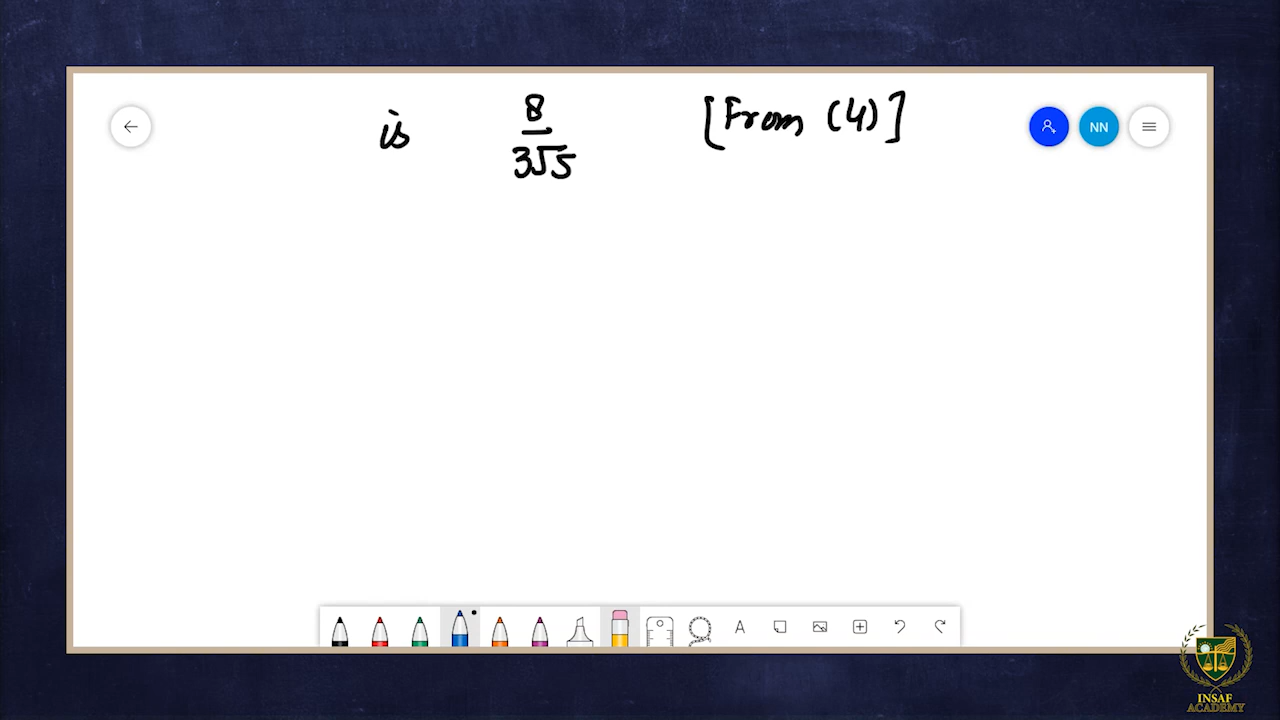 is 8/3√5 [From (4)]
NN
A
INSAF
ACADEMY